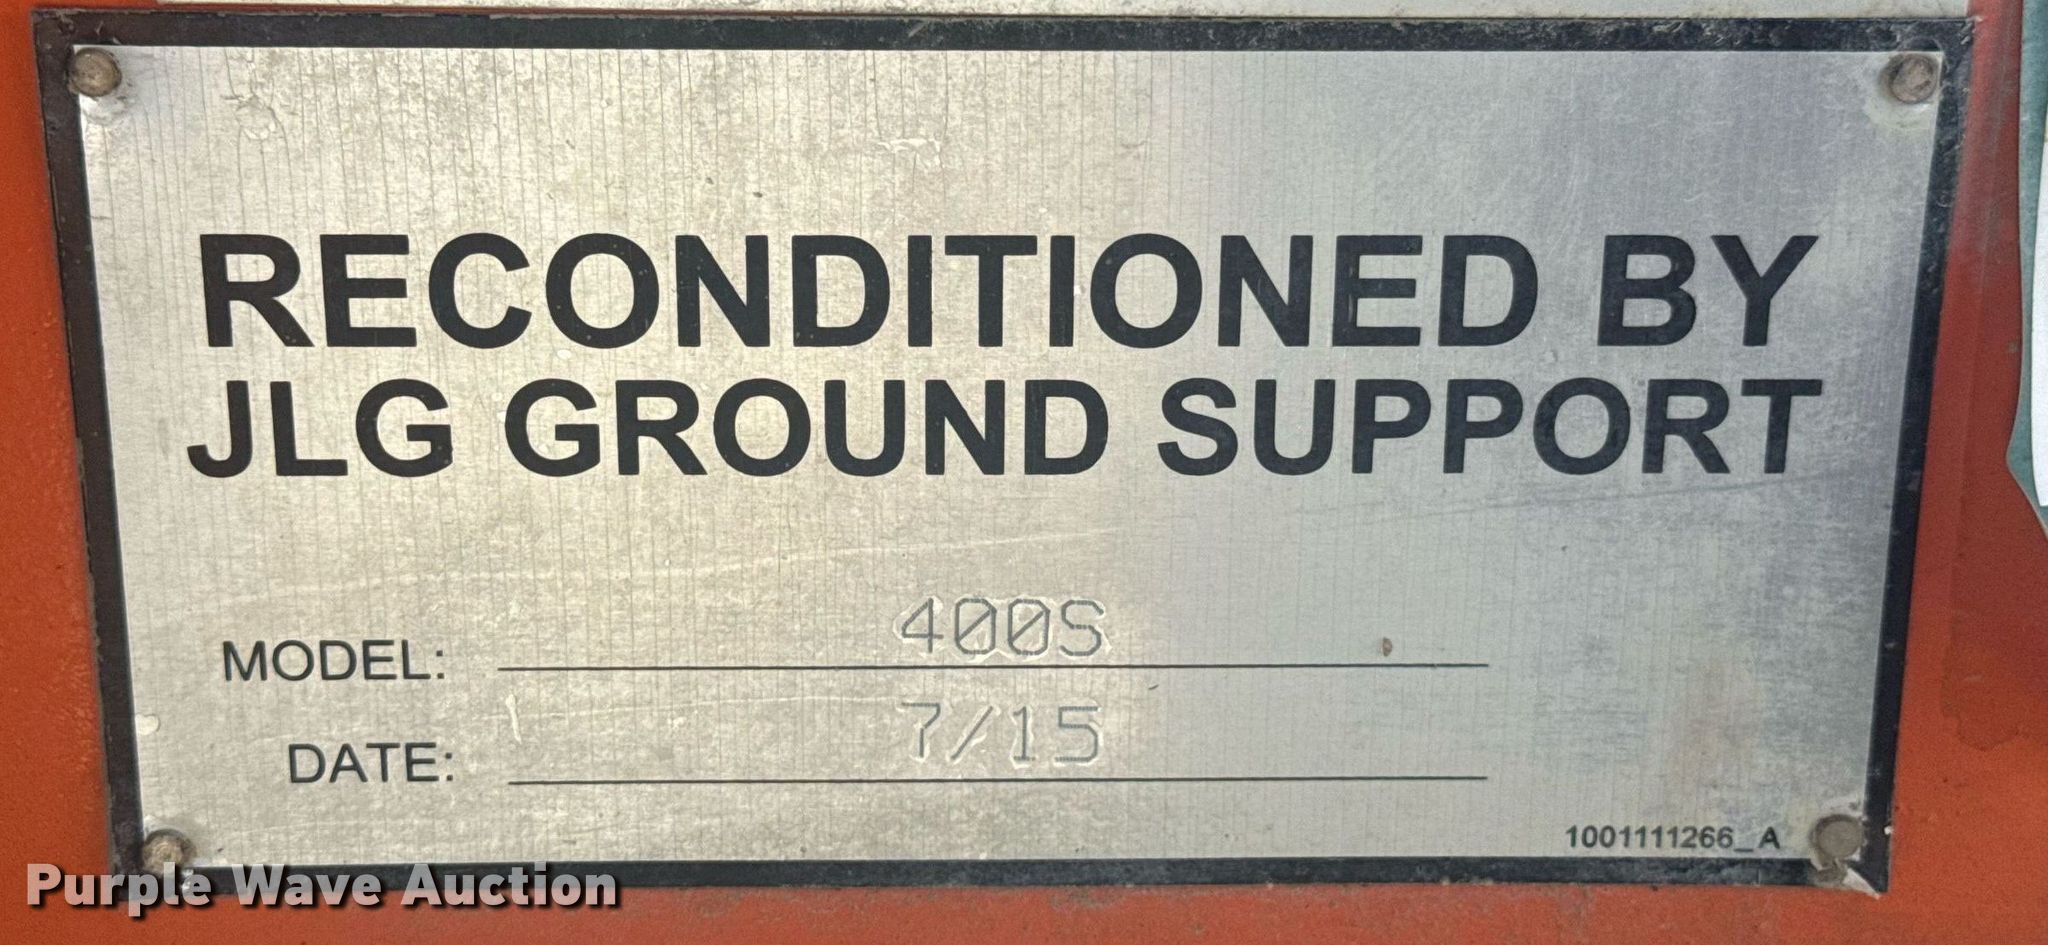 RECONDITIONED BY
JLG GROUND SUPPORT
MODEL: 400S
DATE: 7/15
1001111266_A
Purple Wave Auction